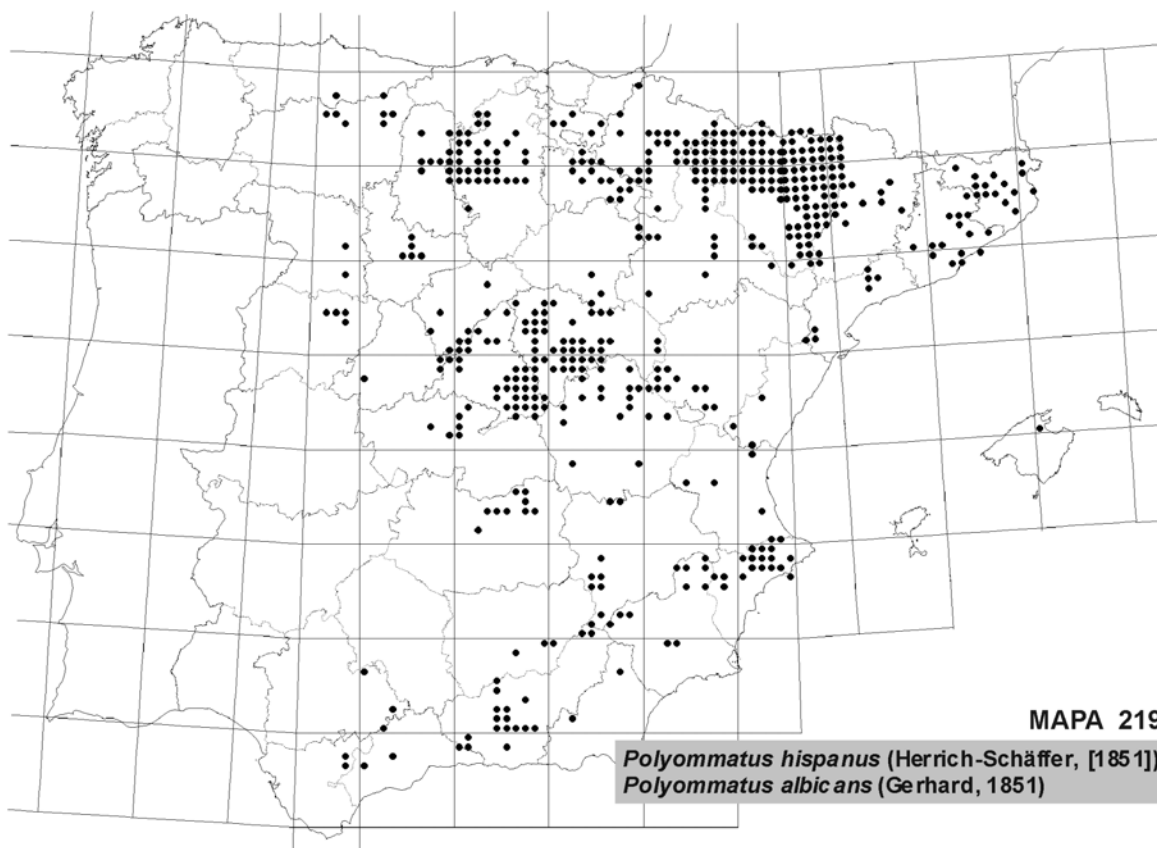 MAPA 219
Polyommatus hispanus (Herrich-Schäffer, [1851])
Polyommatus albicans (Gerhard, 1851)